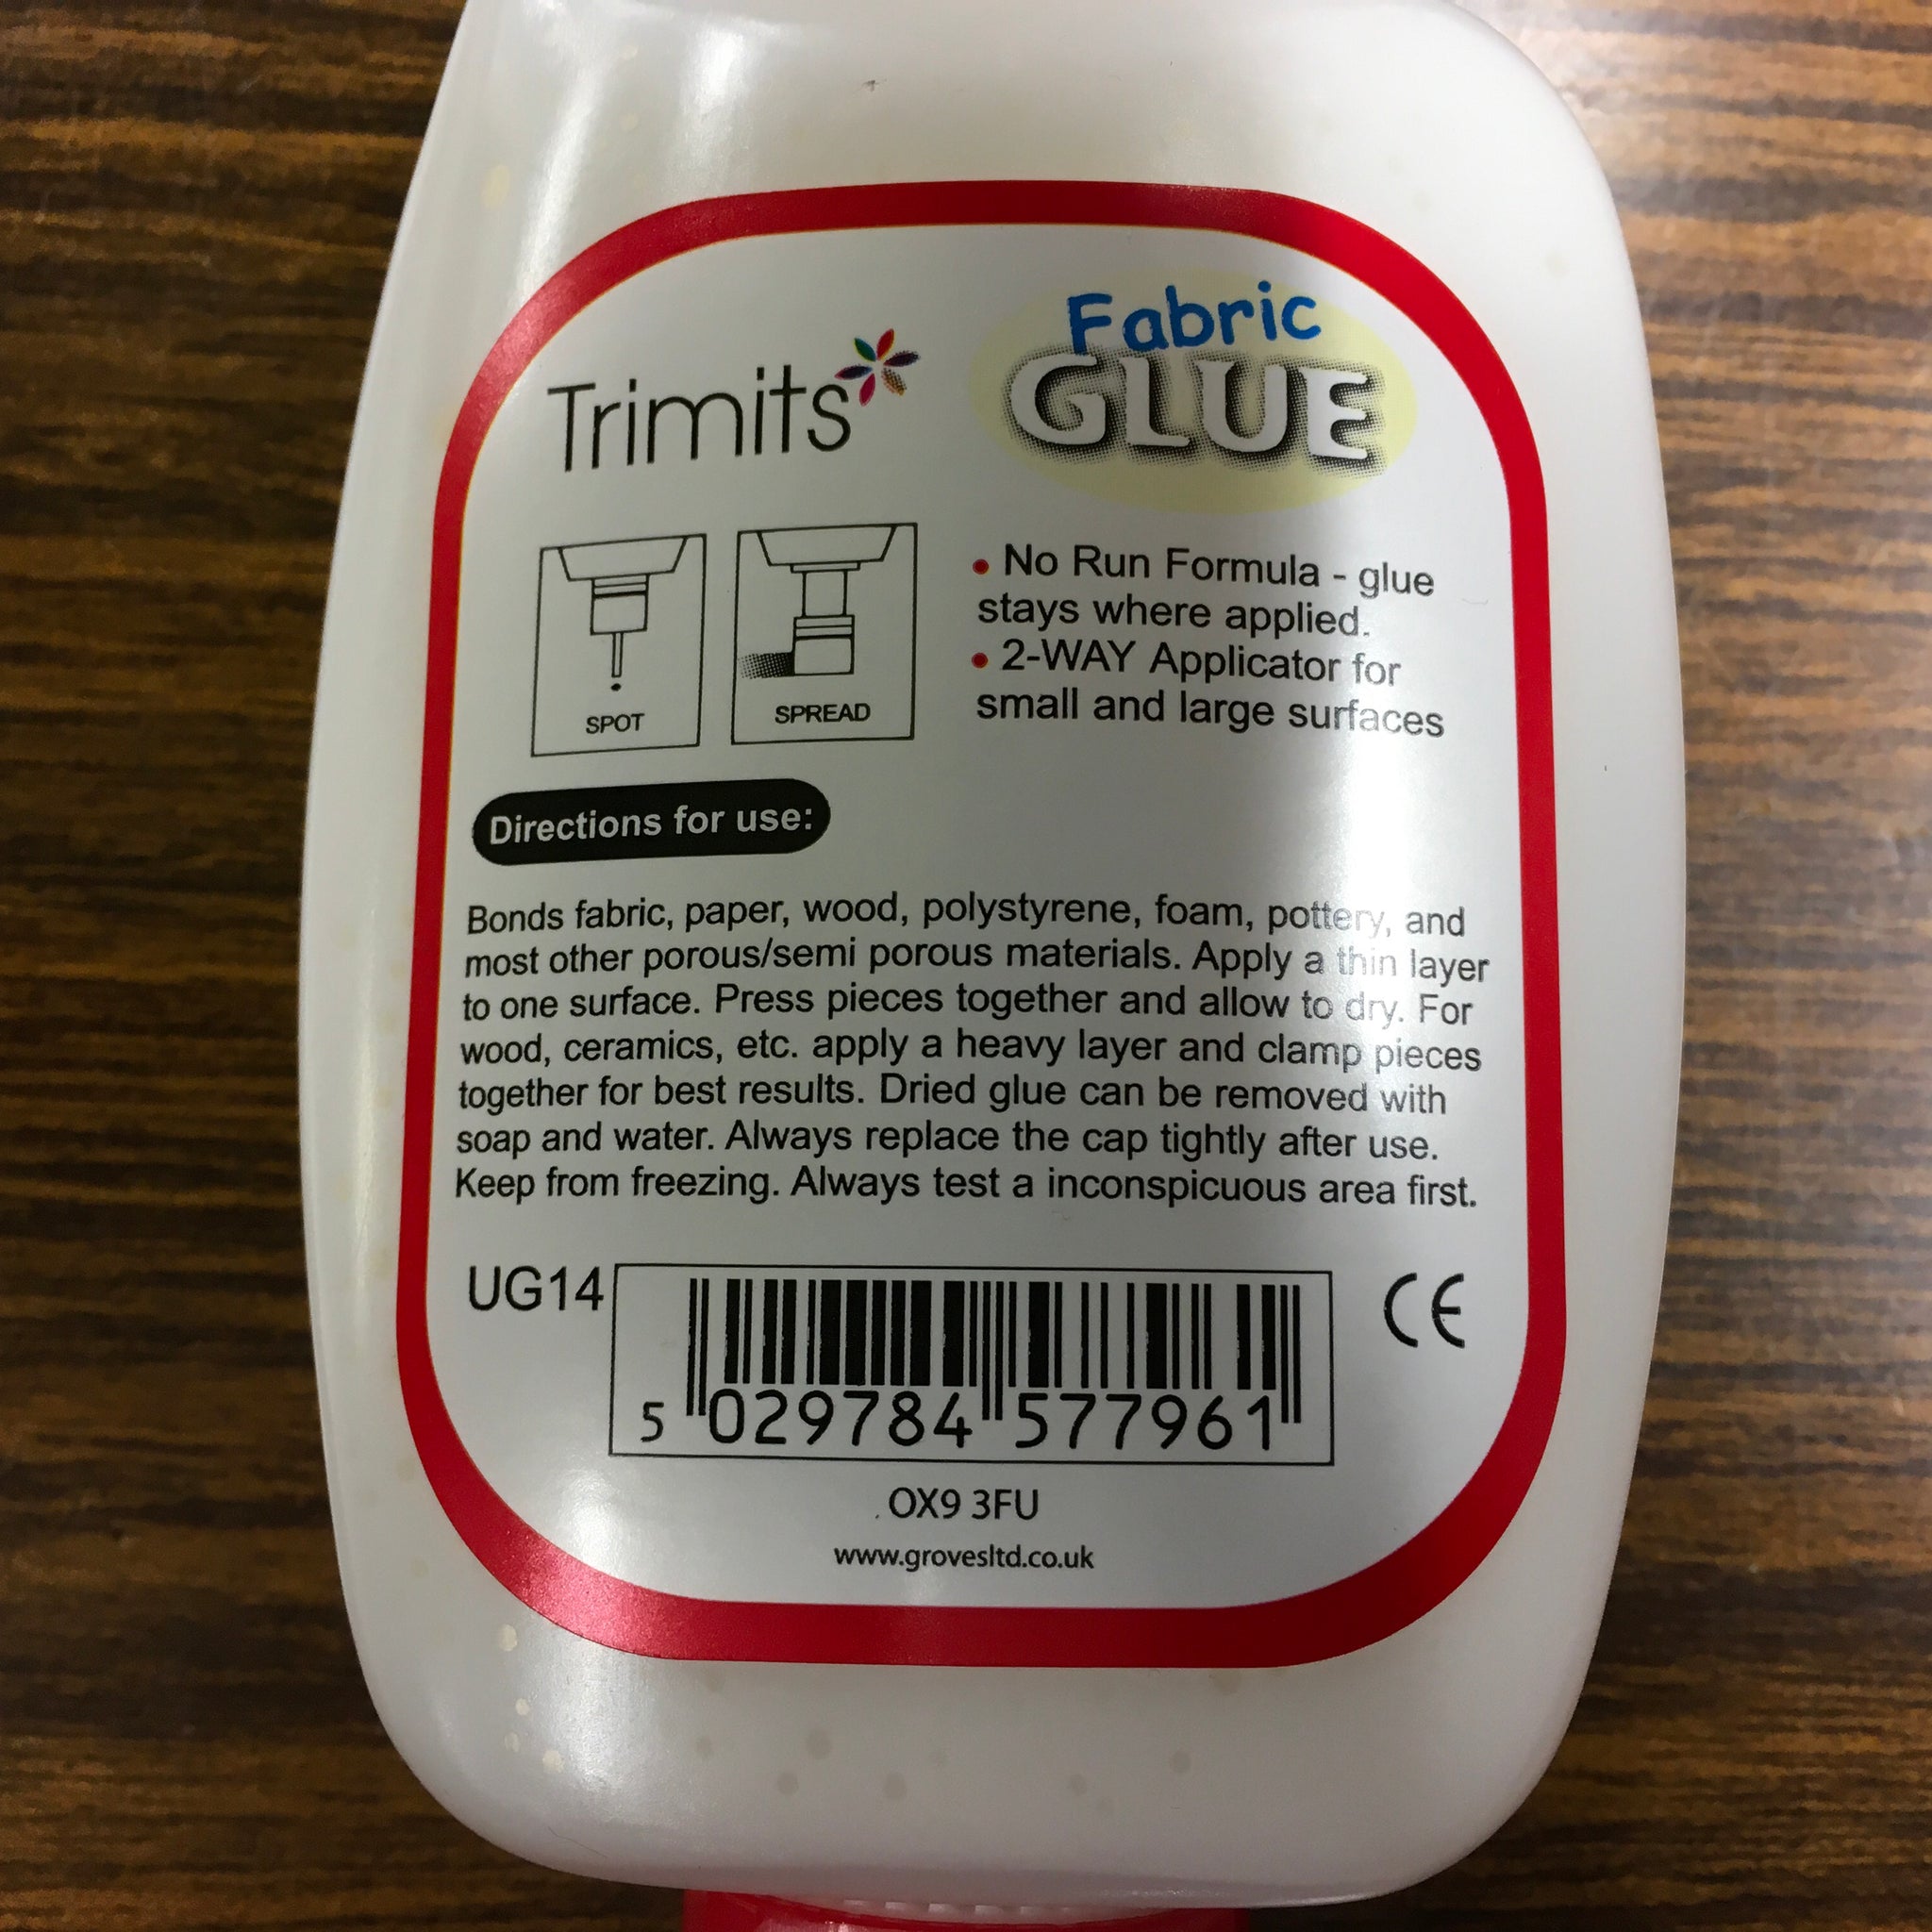 Trimits
Fabric
GLUE
SPOT
SPREAD
• No Run Formula - glue
stays where applied.
• 2-WAY Applicator for
small and large surfaces
Directions for use:
Bonds fabric, paper, wood, polystyrene, foam, pottery, and
most other porous/semi porous materials. Apply a thin layer
to one surface. Press pieces together and allow to dry. For
wood, ceramics, etc. apply a heavy layer and clamp pieces
together for best results. Dried glue can be removed with
soap and water. Always replace the cap tightly after use.
Keep from freezing. Always test a inconspicuous area first.
UG14
CE
5 029784 577961
OX9 3FU
www.grovesltd.co.uk